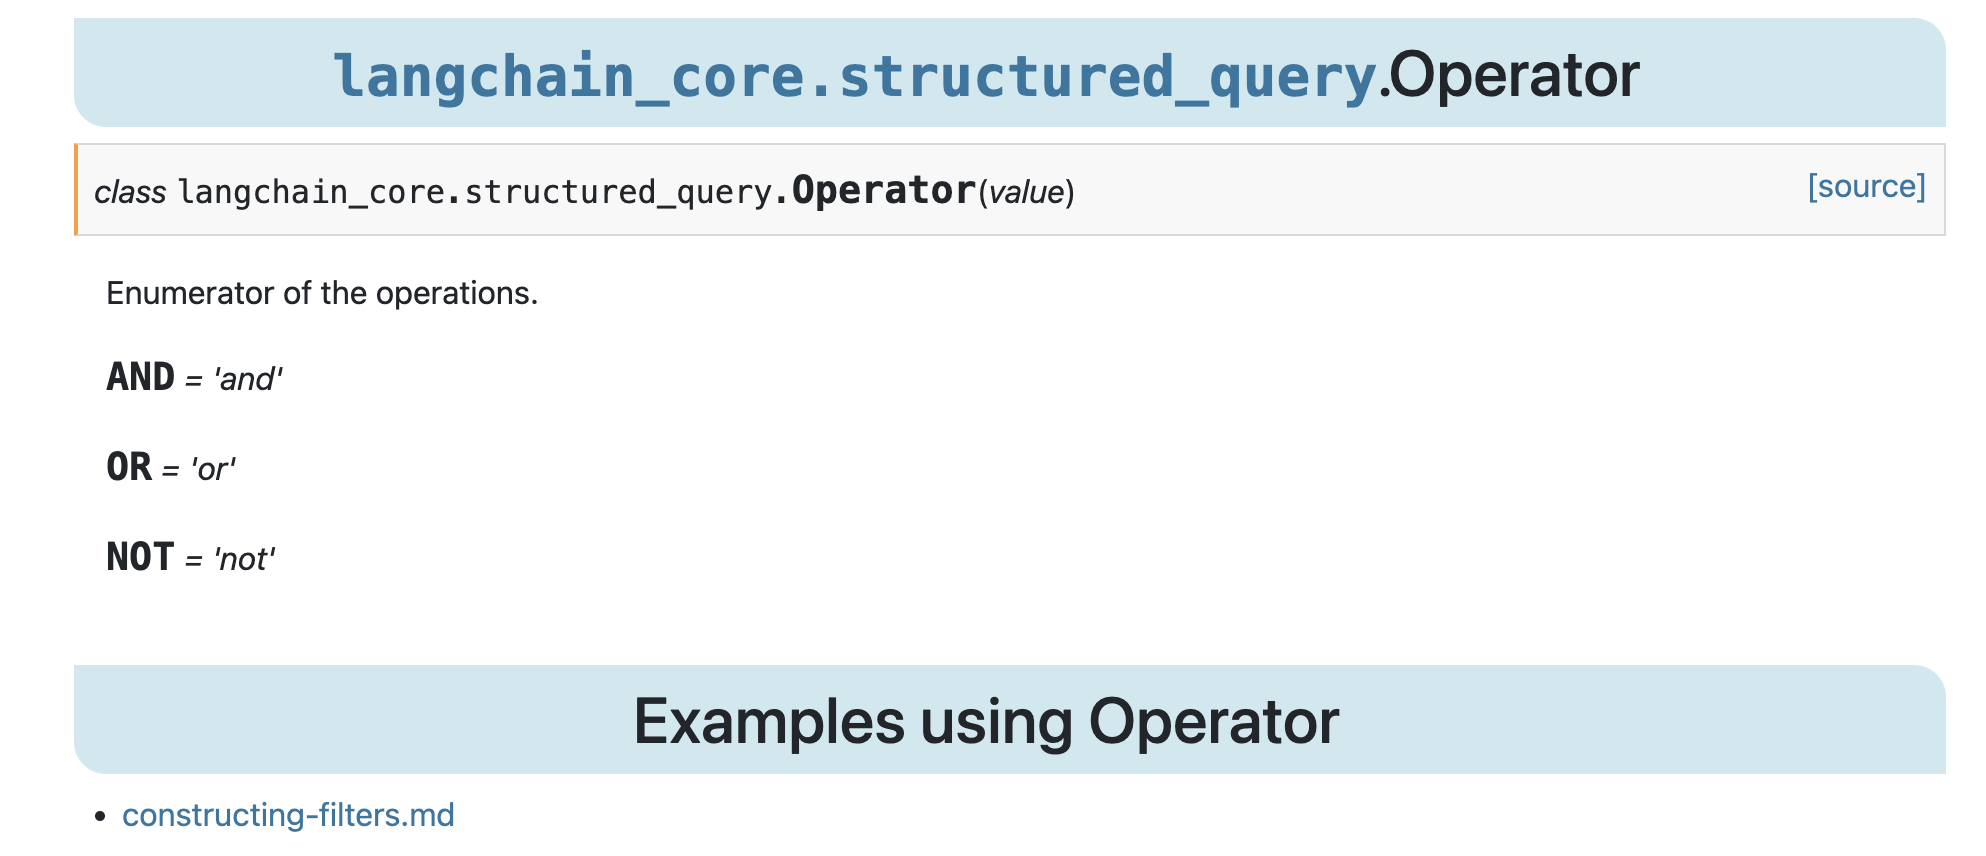 langchain_core.structured_query.Operator
class langchain_core.structured_query.Operator(value)
[source]
Enumerator of the operations.
AND = 'and'
OR = 'or'
NOT = 'not'
Examples using Operator
• constructing-filters.md